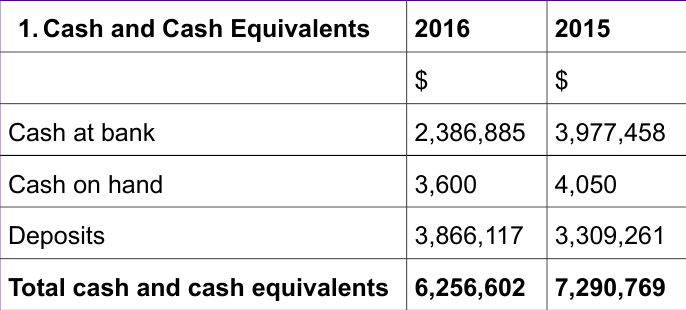 1. Cash and Cash Equivalents 2016 2015
$ $
Cash at bank 2,386,885 3,977,458
Cash on hand 3,600 4,050
Deposits 3,866,117 3,309,261
Total cash and cash equivalents 6,256,602 7,290,769